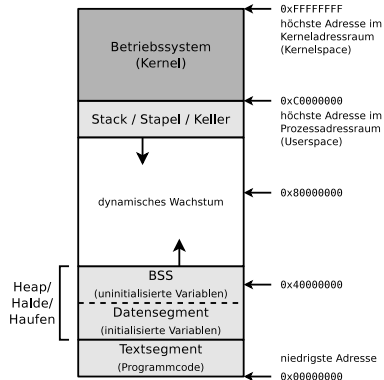 0xFFFFFFFF
höchste Adresse im
Kerneladressraum
(Kernelspace)
Betriebssystem
(Kernel)
0xC0000000
höchste Adresse im
Prozessadressraum
(Userspace)
Stack / Stapel / Keller
dynamisches Wachstum
0x80000000
Heap/
Halde/
Haufen
BSS
(uninitialisierte Variablen)
0x40000000
Datensegment
(initialisierte Variablen)
Textsegment
(Programmcode)
niedrigste Adresse
0x00000000